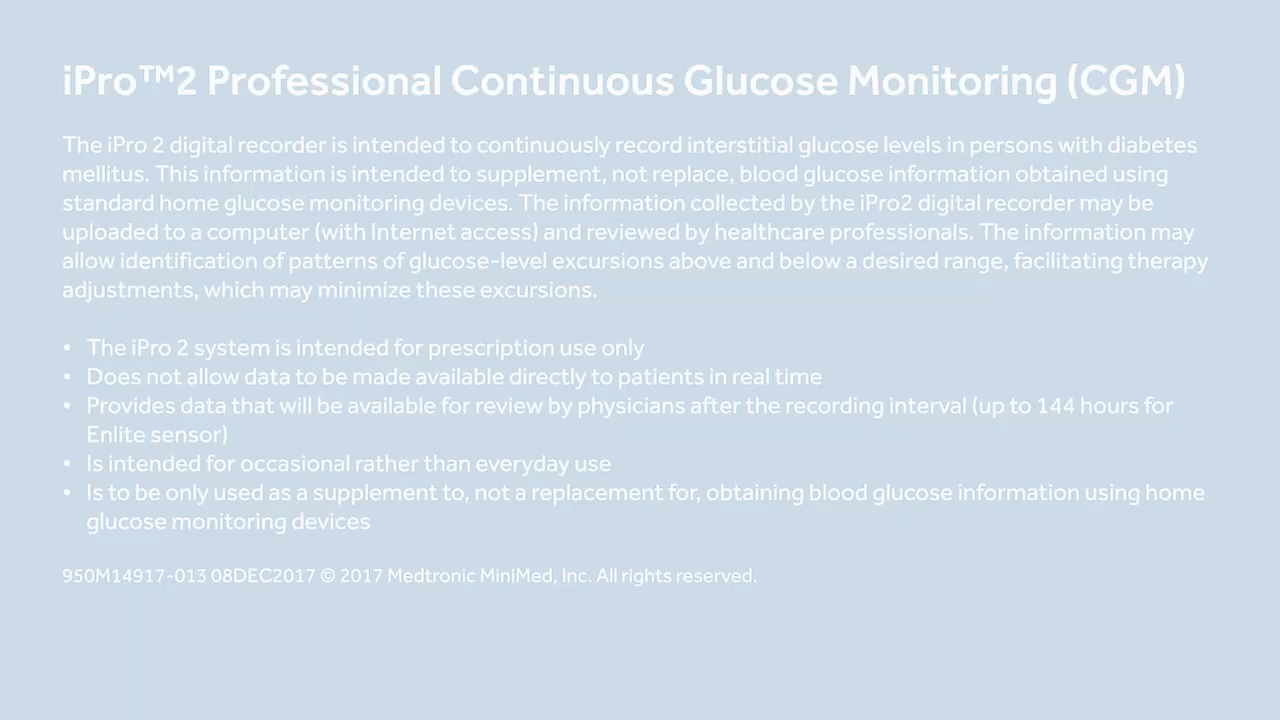 iPro™2 Professional Continuous Glucose Monitoring (CGM)
The iPro 2 digital recorder is intended to continuously record interstitial glucose levels in persons with diabetes
mellitus. This information is intended to supplement, not replace, blood glucose information obtained using
standard home glucose monitoring devices. The information collected by the iPro2 digital recorder may be
uploaded to a computer (with Internet access) and reviewed by healthcare professionals. The information may
allow identification of patterns of glucose-level excursions above and below a desired range, facilitating therapy
adjustments, which may minimize these excursions.
• The iPro 2 system is intended for prescription use only
• Does not allow data to be made available directly to patients in real time
• Provides data that will be available for review by physicians after the recording interval (up to 144 hours for
Enlite sensor)
• Is intended for occasional rather than everyday use
• Is to be only used as a supplement to, not a replacement for, obtaining blood glucose information using home
glucose monitoring devices
950M14917-013 08DEC2017 © 2017 Medtronic MiniMed, Inc. All rights reserved.